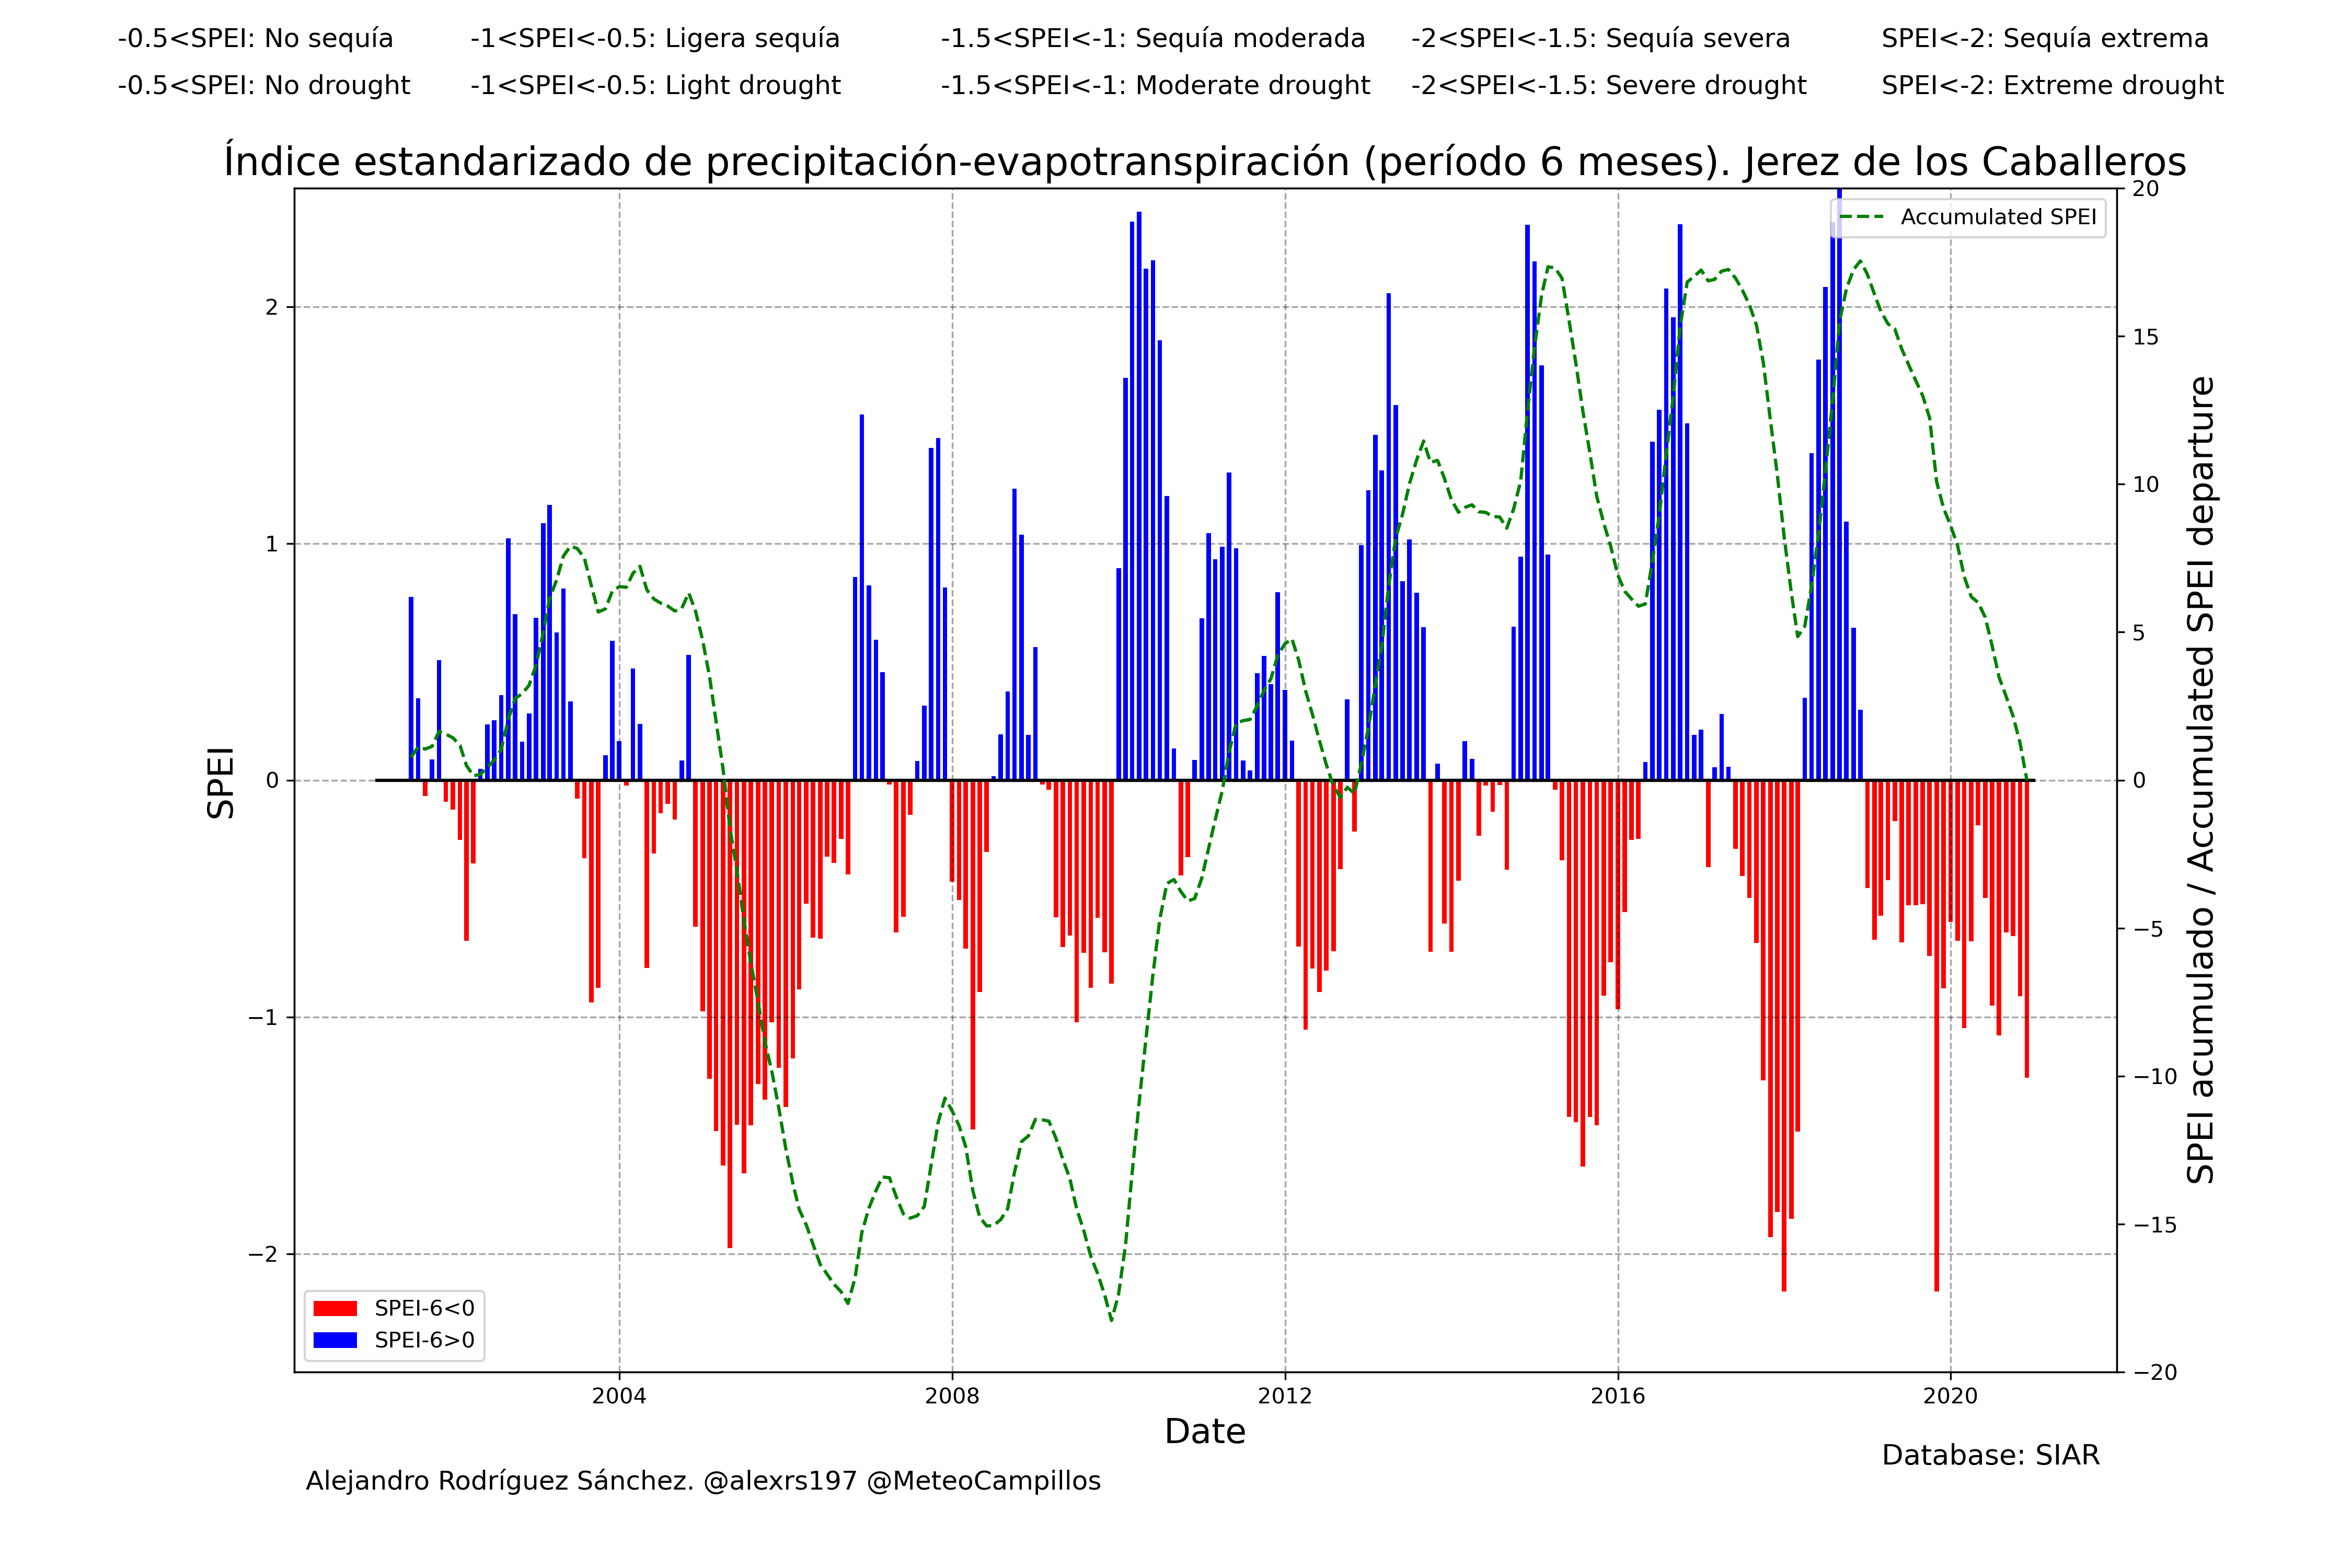 -0.5<SPEI: No sequía -1<SPEI<-0.5: Ligera sequía -1.5<SPEI<-1: Sequía moderada -2<SPEI<-1.5: Sequía severa SPEI<-2: Sequía extrema
-0.5<SPEI: No drought -1<SPEI<-0.5: Light drought -1.5<SPEI<-1: Moderate drought -2<SPEI<-1.5: Severe drought SPEI<-2: Extreme drought
Índice estandarizado de precipitación-evapotranspiración (período 6 meses). Jerez de los Caballeros
Accumulated SPEI
SPEI
2
1
0
−1
−2
20
15
10
5
0
−5
−10
−15
−20
SPEI acumulado / Accumulated SPEI departure
SPEI-6<0
SPEI-6>0
2004 2008 2012 2016 2020
Date
Database: SIAR
Alejandro Rodríguez Sánchez. @alexrs197 @MeteoCampillos